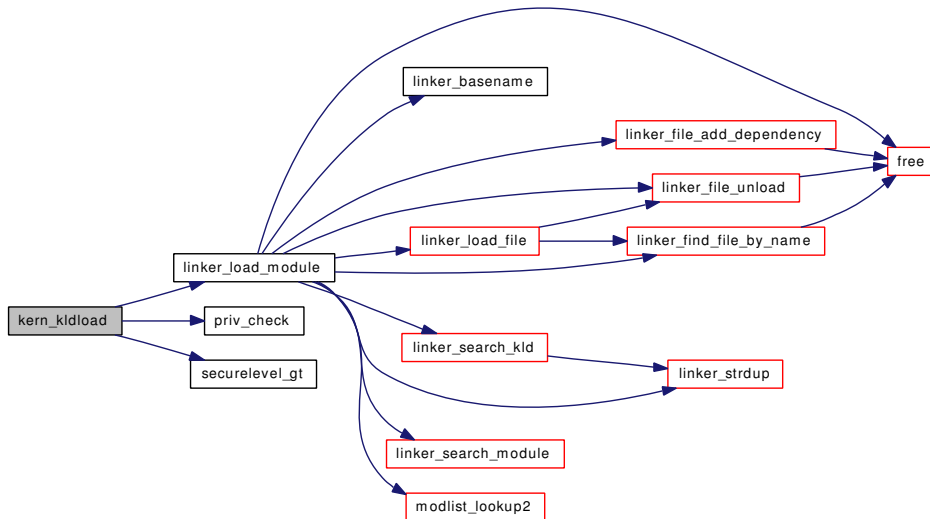 linker_basename
linker_file_add_dependency
free
linker_file_unload
linker_load_file
linker_find_file_by_name
linker_load_module
kern_kldload
priv_check
linker_search_kld
securelevel_gt
linker_strdup
linker_search_module
modlist_lookup2